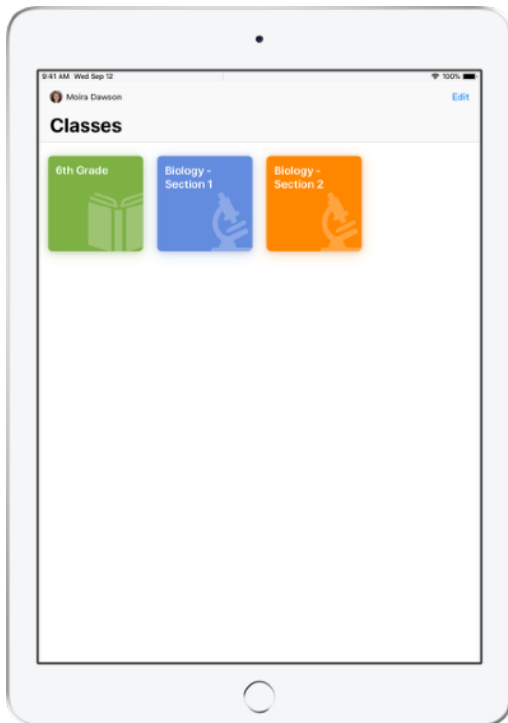 9:41 AM Wed Sep 12
100%
Moira Dawson
Edit
Classes
6th Grade
Biology -
Section 1
Biology -
Section 2